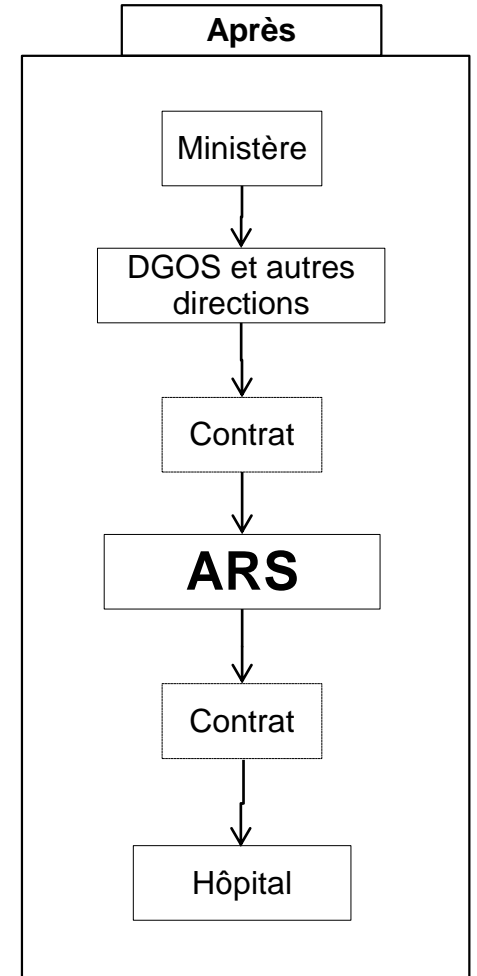 Après
Ministère
DGOS et autres
directions
Contrat
ARS
Contrat
Hôpital